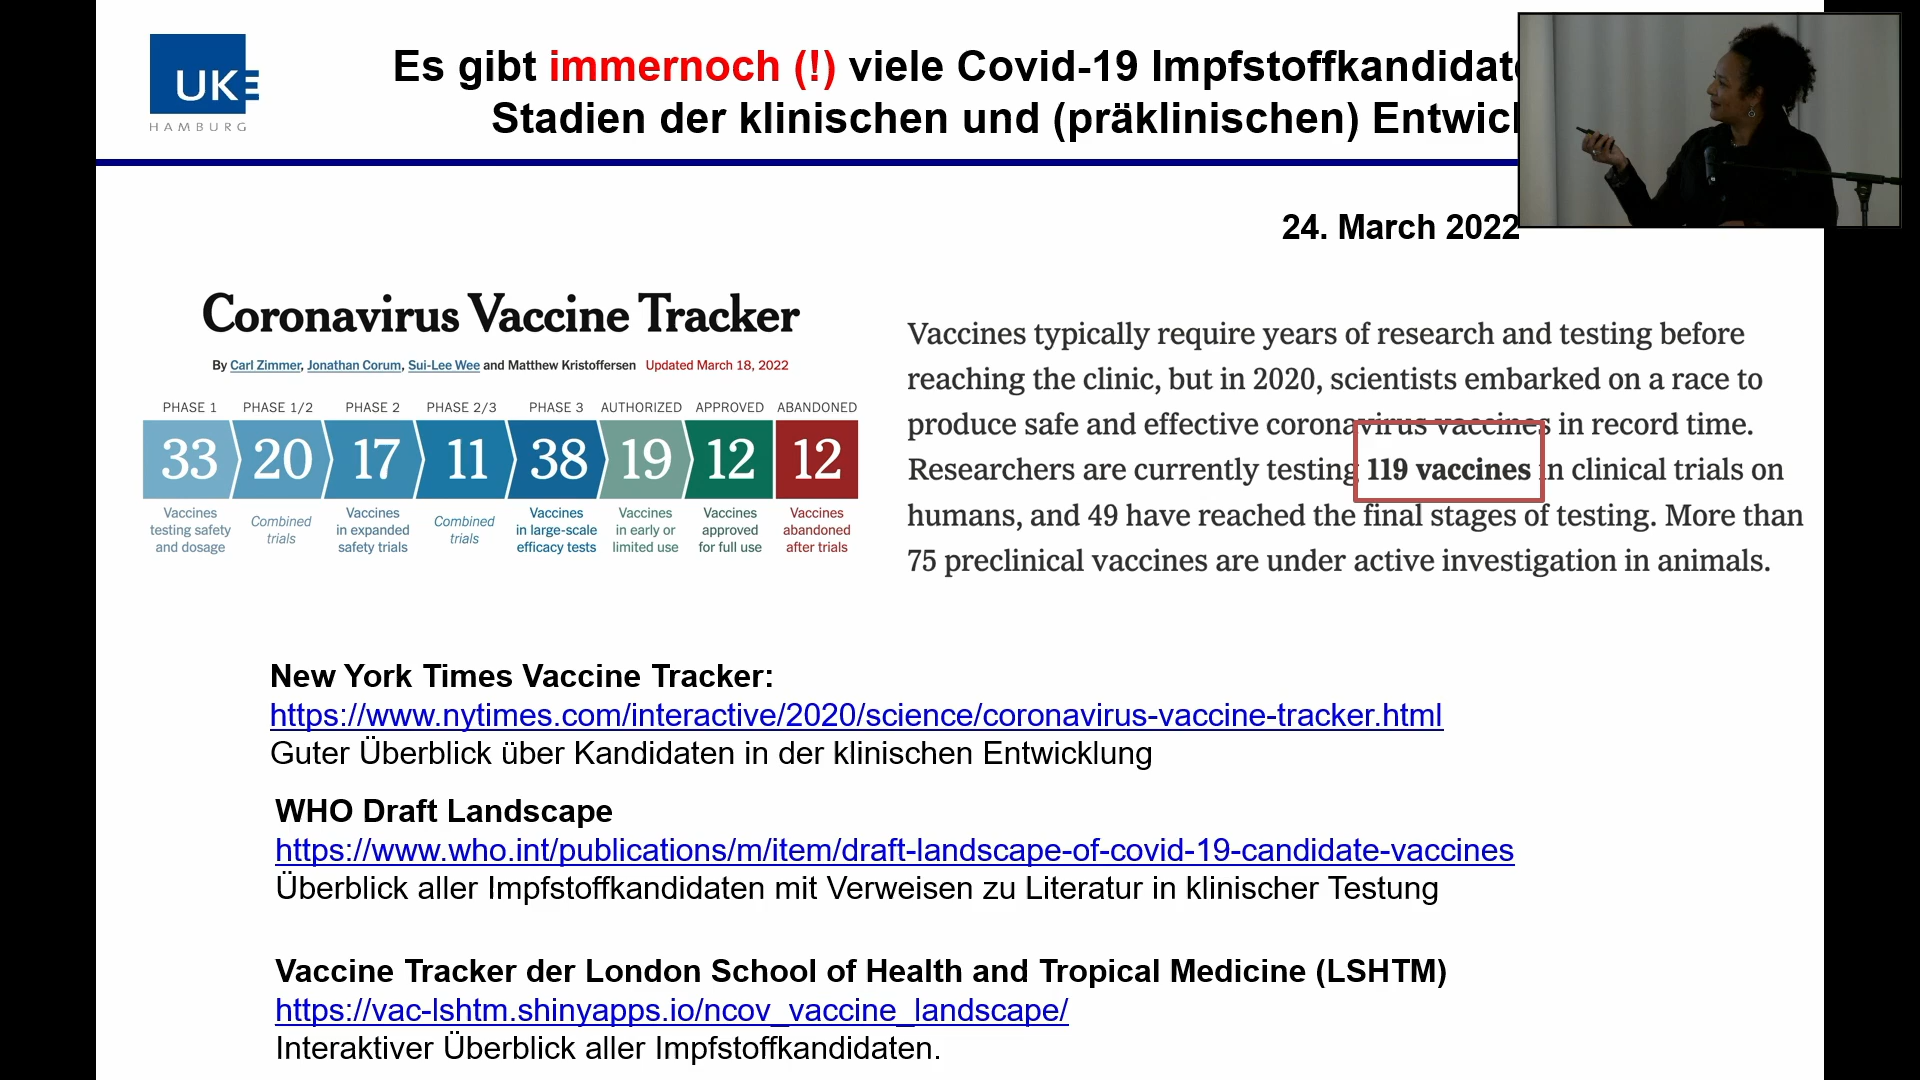 UKE
HAMBURG
Es gibt immernoch (!) viele Covid-19
Stadien der klinischen und (präklinischen)
24. March 2022
Coronavirus Vaccine Tracker
By Carl Zimmer, Jonathan Corum, Sui-Lee Wee and Matthew Kristoffersen Updated March 18, 2022
PHASE 1 PHASE 1/2 PHASE 2 PHASE 2/3 PHASE 3 AUTHORIZED APPROVED ABANDONED
33 20 17 11 38 19 12 12
Vaccines testing safety and dosage
Combined trials
Vaccines in expanded safety trials
Combined trials
Vaccines in large-scale efficacy tests
Vaccines in early or limited use
Vaccines approved for full use
Vaccines abandoned after trials
Vaccines typically require years of research and testing before
reaching the clinic, but in 2020, scientists embarked on a race to
produce safe and effective coronavirus vaccines in record time.
Researchers are currently testing 119 vaccines in clinical trials on
humans, and 49 have reached the final stages of testing. More than
75 preclinical vaccines are under active investigation in animals.
New York Times Vaccine Tracker:
https://www.nytimes.com/interactive/2020/science/coronavirus-vaccine-tracker.html
Guter Überblick über Kandidaten in der klinischen Entwicklung
WHO Draft Landscape
https://www.who.int/publications/m/item/draft-landscape-of-covid-19-candidate-vaccines
Überblick aller Impfstoffkandidaten mit Verweisen zu Literatur in klinischer Testung
Vaccine Tracker der London School of Health and Tropical Medicine (LSHTM)
https://vac-lshtm.shinyapps.io/ncov_vaccine_landscape/
Interaktiver Überblick aller Impfstoffkandidaten.